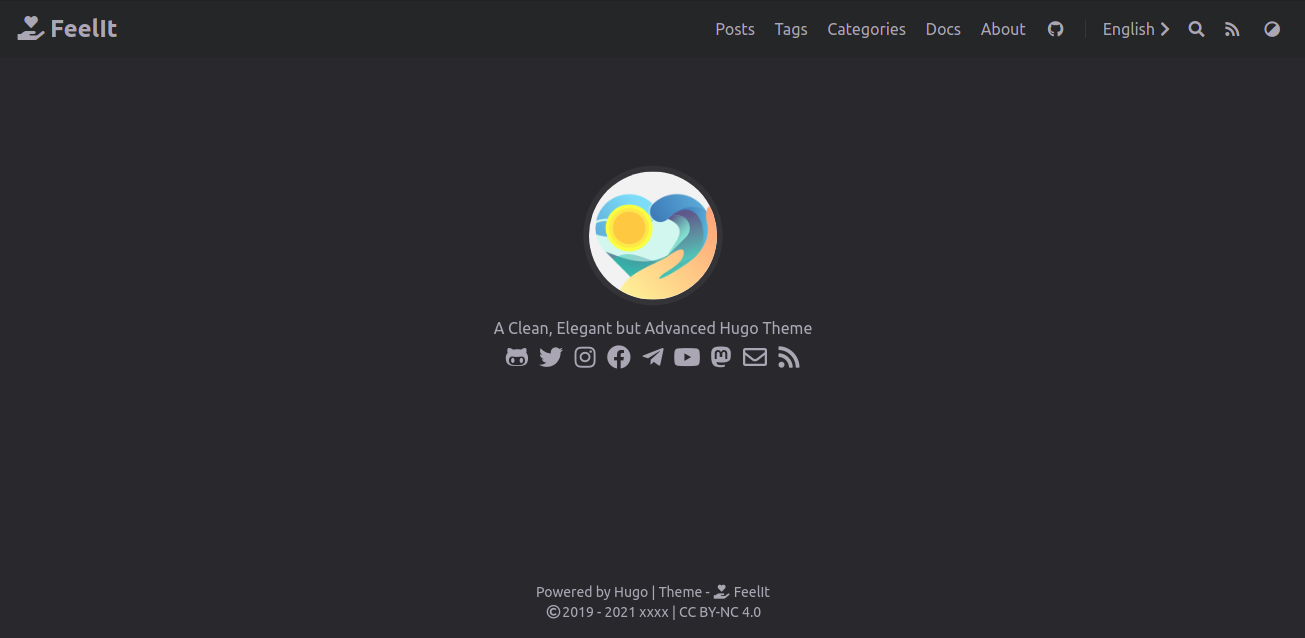 FeelIt
Posts Tags Categories Docs About English
A Clean, Elegant but Advanced Hugo Theme
Powered by Hugo | Theme - FeelIt
© 2019 - 2021 xxxx | CC BY-NC 4.0